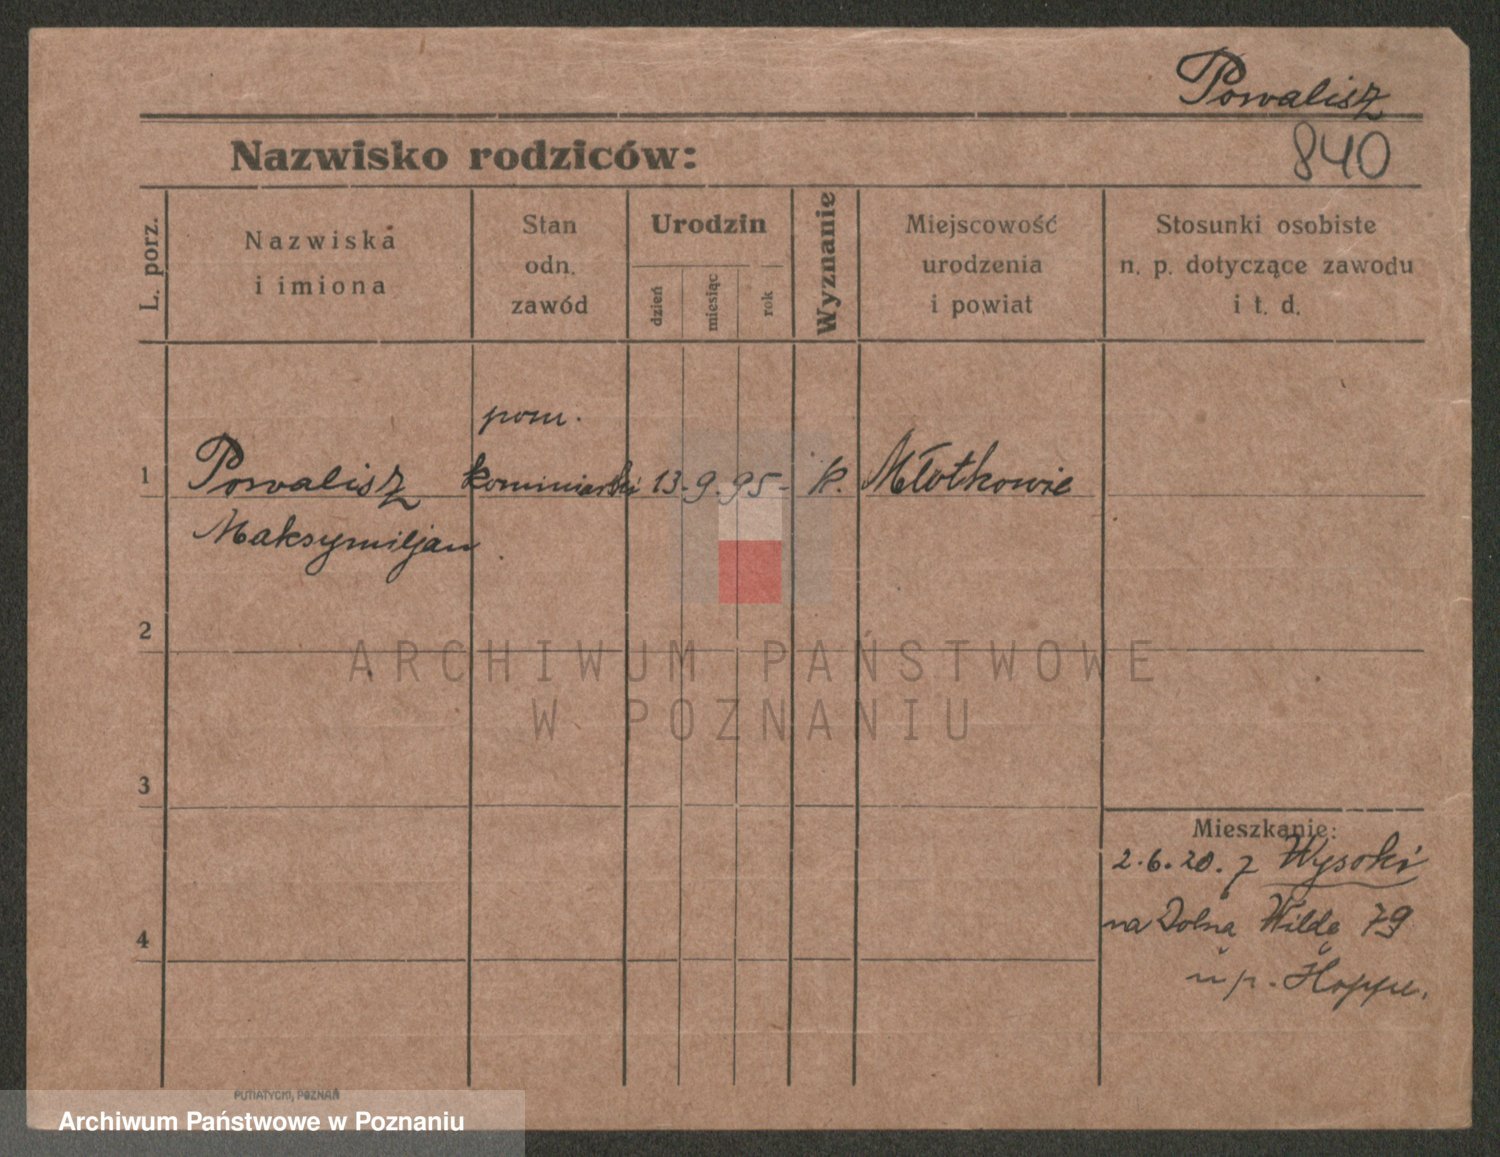 Powalisz
Nazwisko rodziców:
840
L. porz.
Nazwiska
i imiona
Stan
odn.
zawód
Urodzin
dzień
miesiąc
rok
Wyznanie
Miejscowość
urodzenia
i powiat
Stosunki osobiste
n. p. dotyczące zawodu
i t. d.
pom.
1
Powalisz
kominiarski
13.9.95-
k.
Młotkowie
Maksymiljan
2
ARCHIWUM PAŃSTWOWE
W POZNANIU
3
Mieszkanie:
2.6.20. z Wysoki
na Dolna Wildę 79
4
u p. Hoppe.
PUTIATYCKI, POZNAŃ
Archiwum Państwowe w Poznaniu